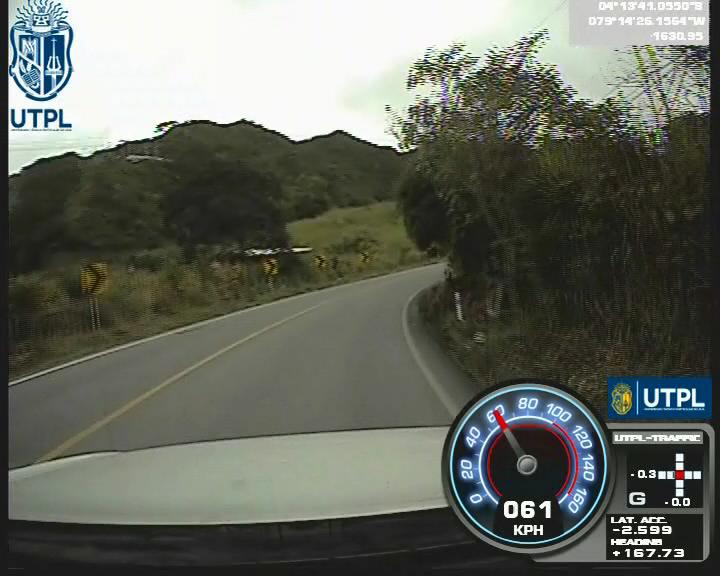 04°13'41.0550"S
079°14'26.1564"W
1630.95
UTPL
UTPL
UTPL-TRAFFIC
0
20
40
60
80
100
120
140
160
061
KPH
-0.3
G
-0.0
LAT. ACC.
-2.599
HEADING
+167.73